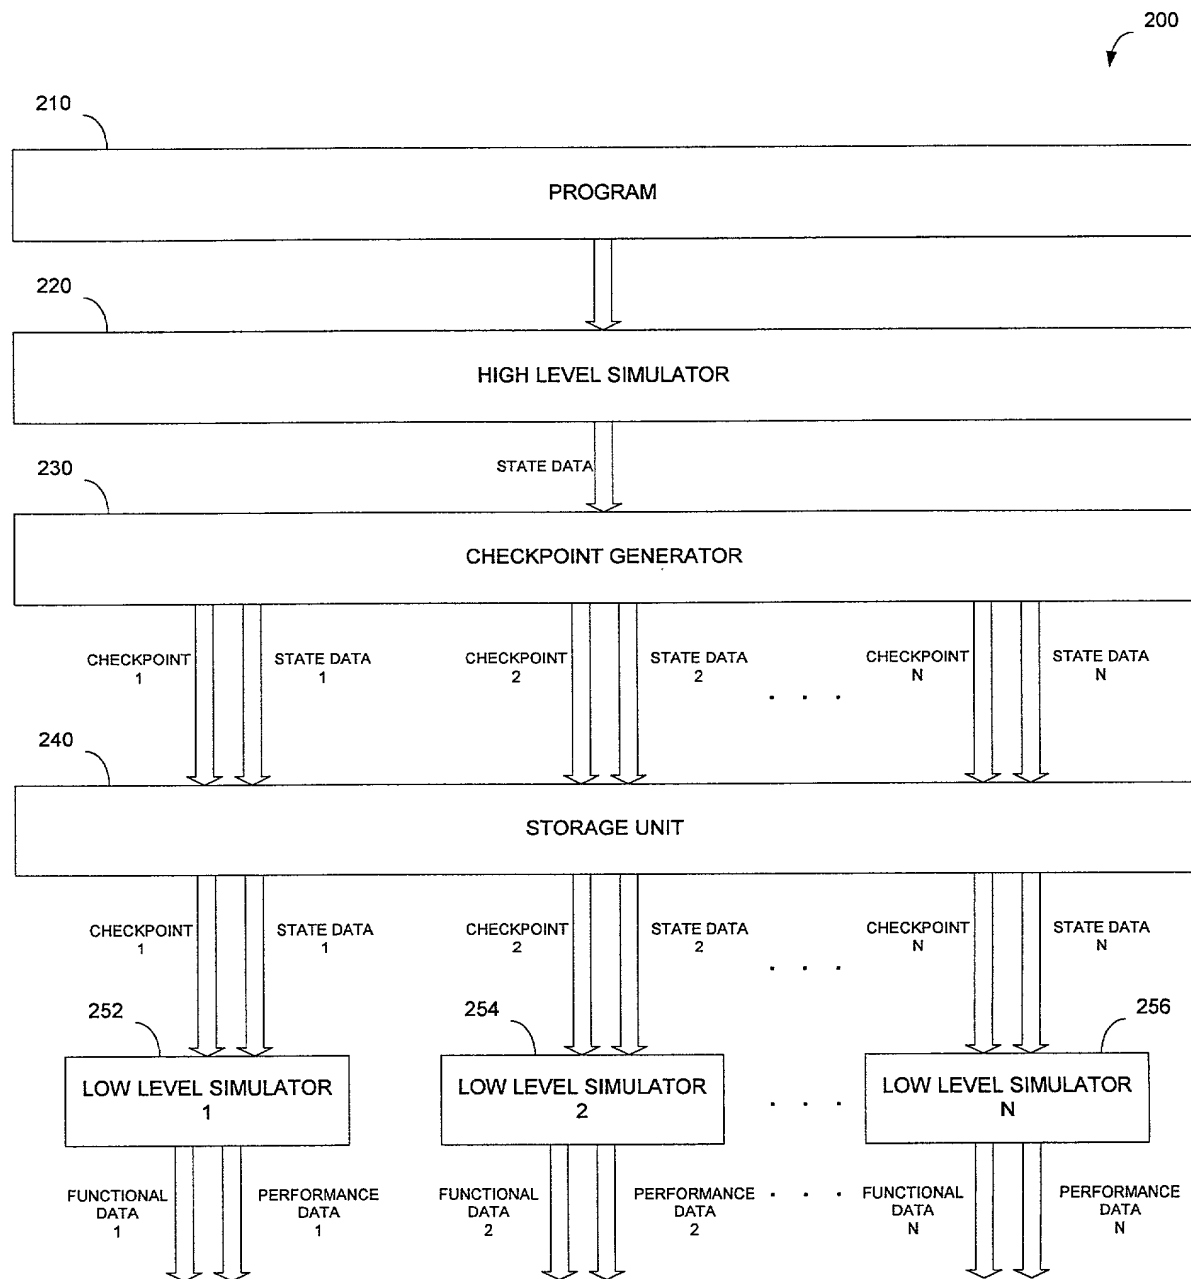 200
210
PROGRAM
220
HIGH LEVEL SIMULATOR
STATE DATA
230
CHECKPOINT GENERATOR
CHECKPOINT
1
STATE DATA
1
CHECKPOINT
2
STATE DATA
2
. . .
CHECKPOINT
N
STATE DATA
N
240
STORAGE UNIT
CHECKPOINT
1
STATE DATA
1
CHECKPOINT
2
STATE DATA
2
. . .
CHECKPOINT
N
STATE DATA
N
252
LOW LEVEL SIMULATOR
1
254
LOW LEVEL SIMULATOR
2
. . .
256
LOW LEVEL SIMULATOR
N
FUNCTIONAL
DATA
1
PERFORMANCE
DATA
1
FUNCTIONAL
DATA
2
PERFORMANCE
DATA
2
. . .
FUNCTIONAL
DATA
N
PERFORMANCE
DATA
N